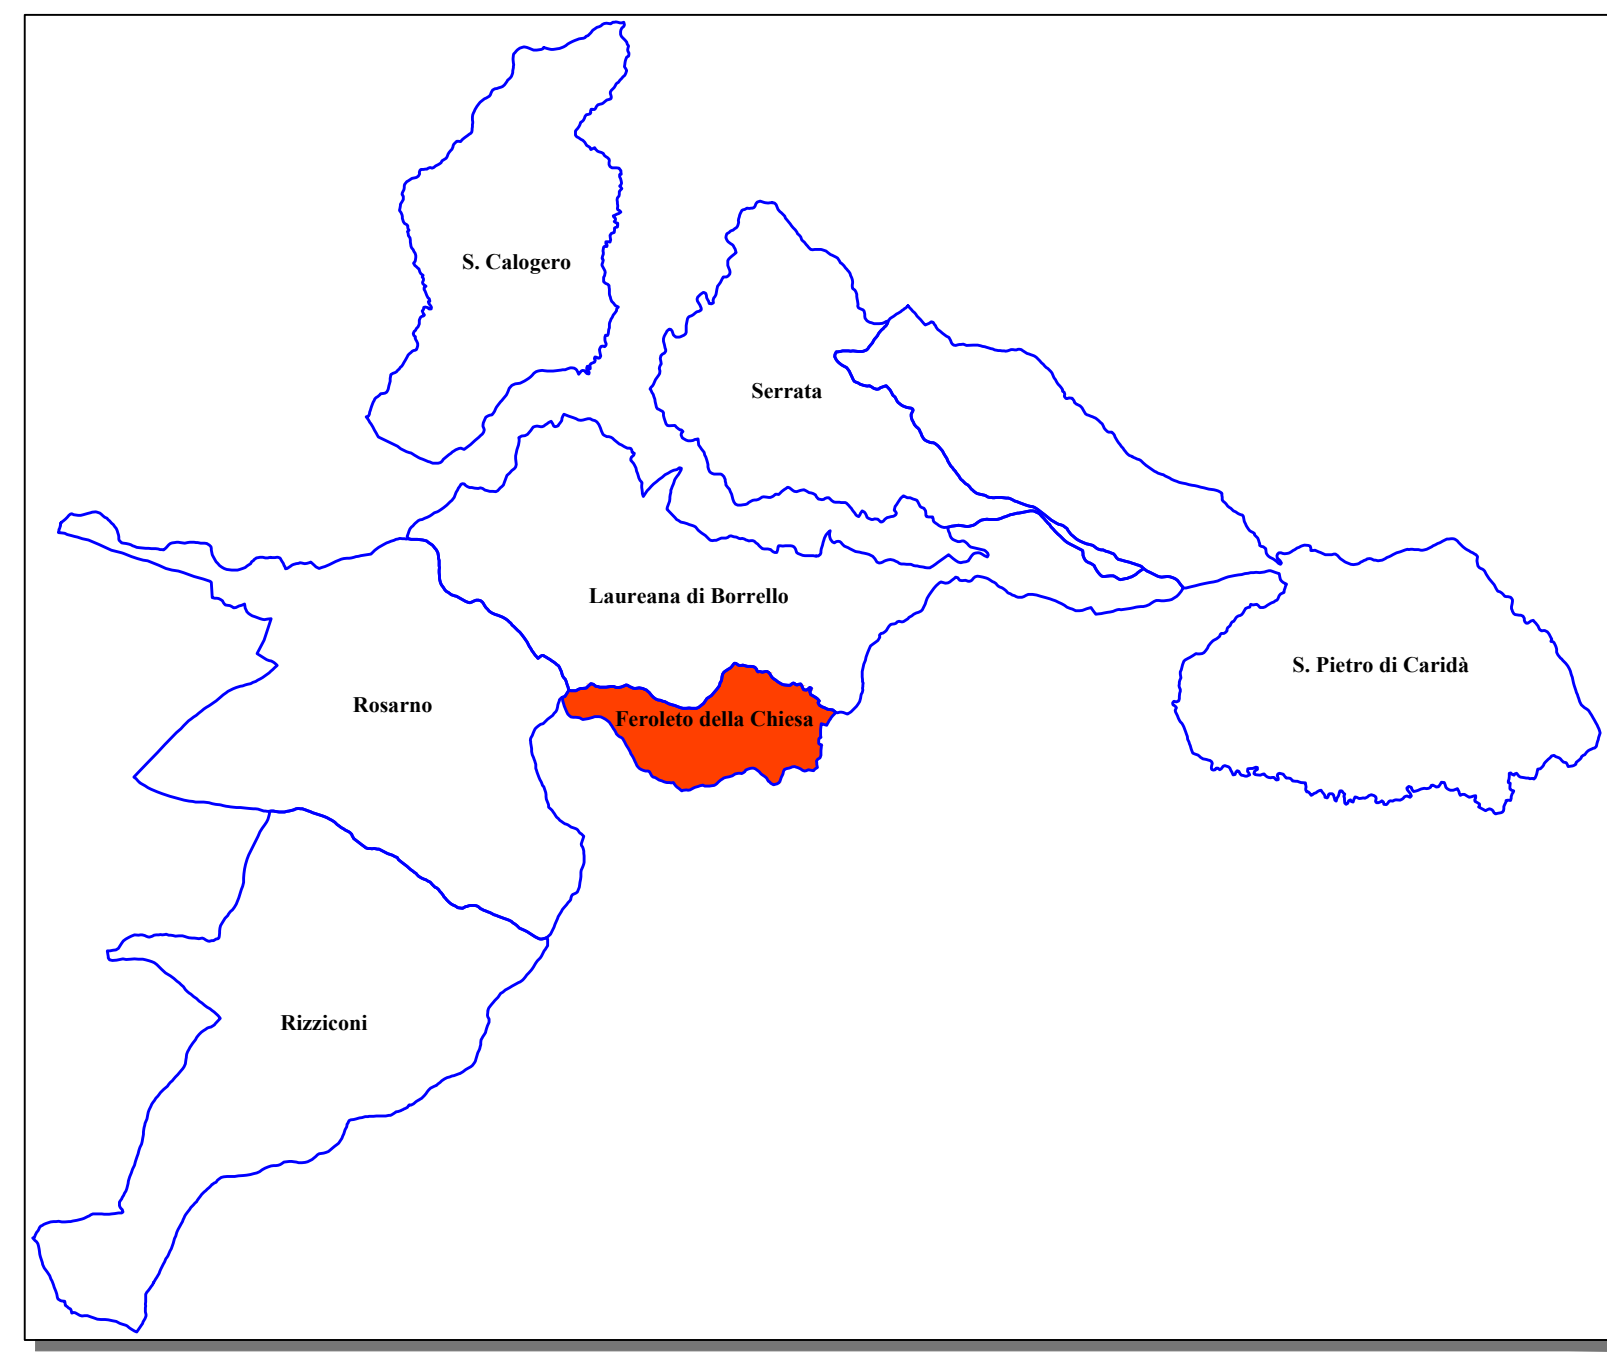 S. Calogero
Serrata
Laureana di Borrello
S. Pietro di Caridà
Rosarno
Feroleto della Chiesa
Rizziconi